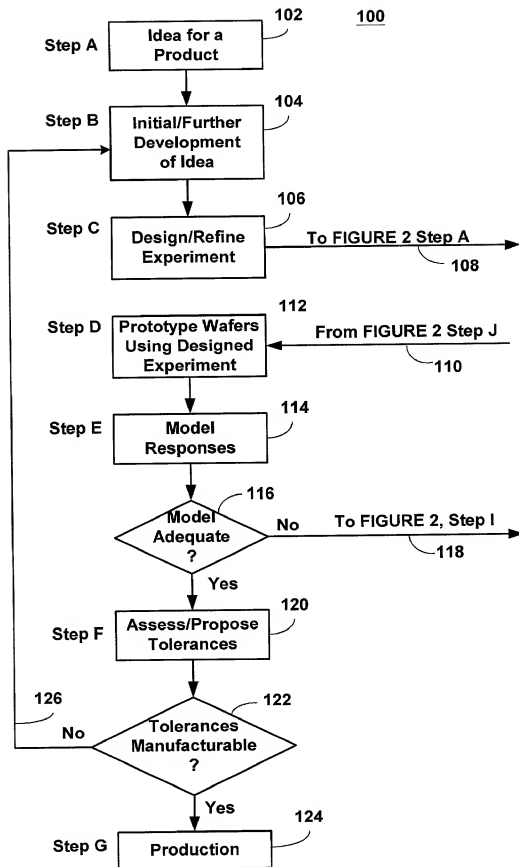 100
102
Step A
Idea for a
Product
104
Step B
Initial/Further
Development
of Idea
106
Step C
Design/Refine
Experiment
To FIGURE 2 Step A
108
112
Step D
Prototype Wafers
Using Designed
Experiment
From FIGURE 2 Step J
110
114
Step E
Model
Responses
116
Model
Adequate
?
No
To FIGURE 2, Step I
118
Yes
120
Step F
Assess/Propose
Tolerances
126
122
No
Tolerances
Manufacturable
?
Yes
124
Step G
Production